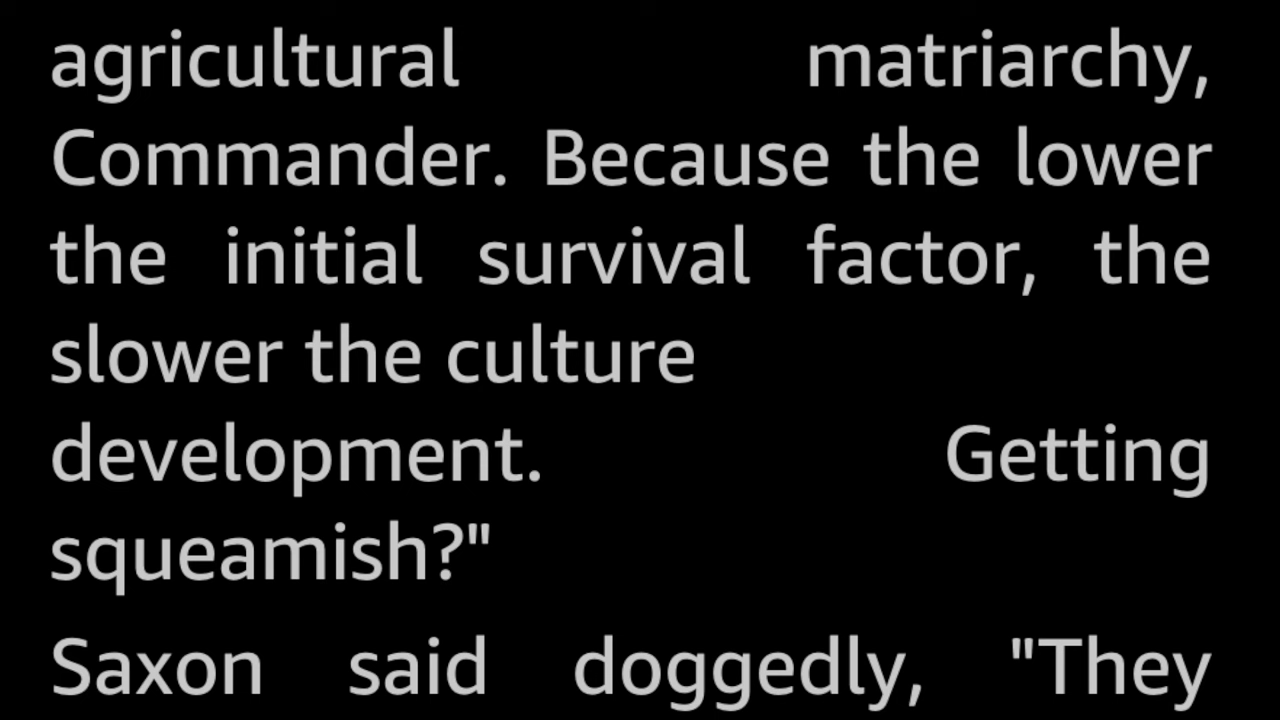 agricultural matriarchy,
Commander. Because the lower
the initial survival factor, the
slower the culture
development. Getting
squeamish?"
Saxon said doggedly, "They